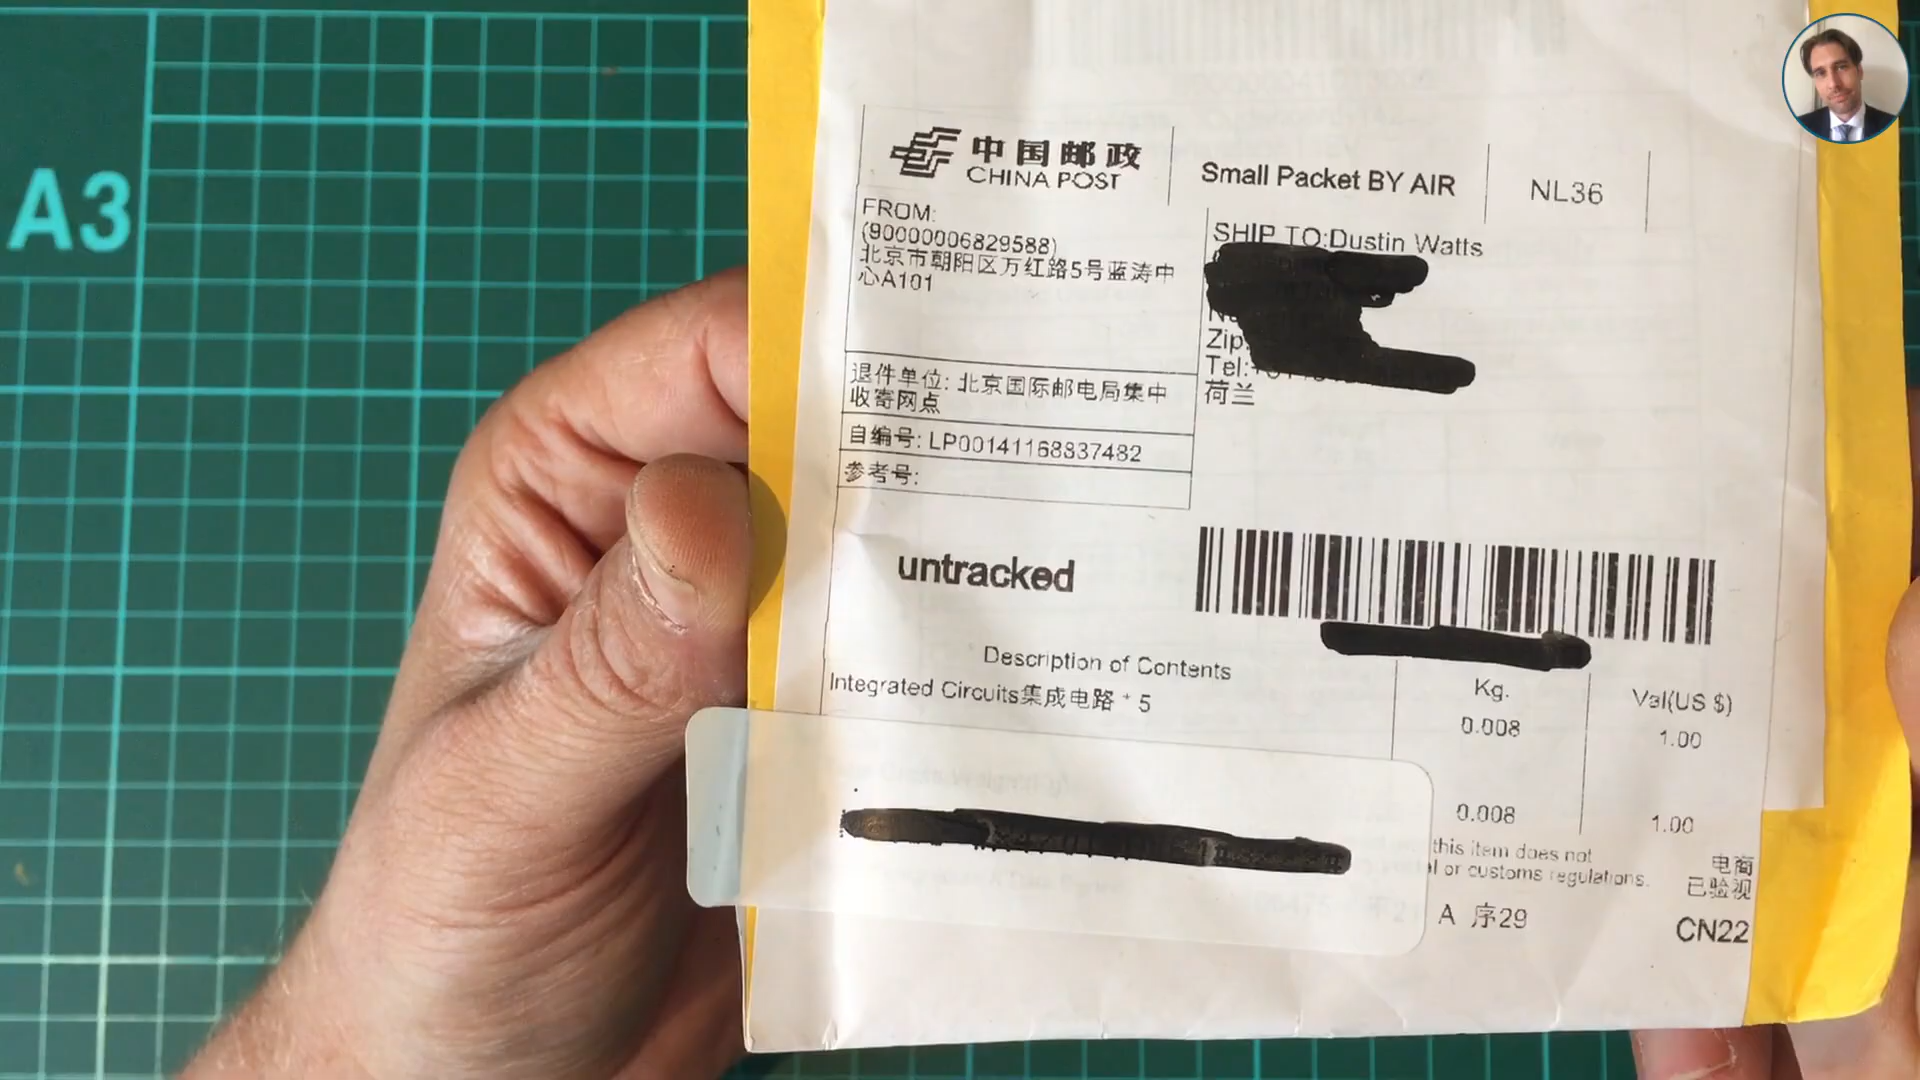 A3
中国邮政
CHINA POST
Small Packet BY AIR
NL36
FROM:
(90000006829588)
北京市朝阳区万红路5号蓝涛中
心A101
SHIP TO:Dustin Watts
Zip:
Tel:
荷兰
退件单位: 北京国际邮电局集中
收寄网点
自编号: LP00141168837482
参考号:
untracked
Description of Contents
Kg.
Val(US $)
Integrated Circuits集成电路 * 5
0.008
1.00
0.008
1.00
this item does not
or customs regulations.
电商
已验视
A 序29
CN22